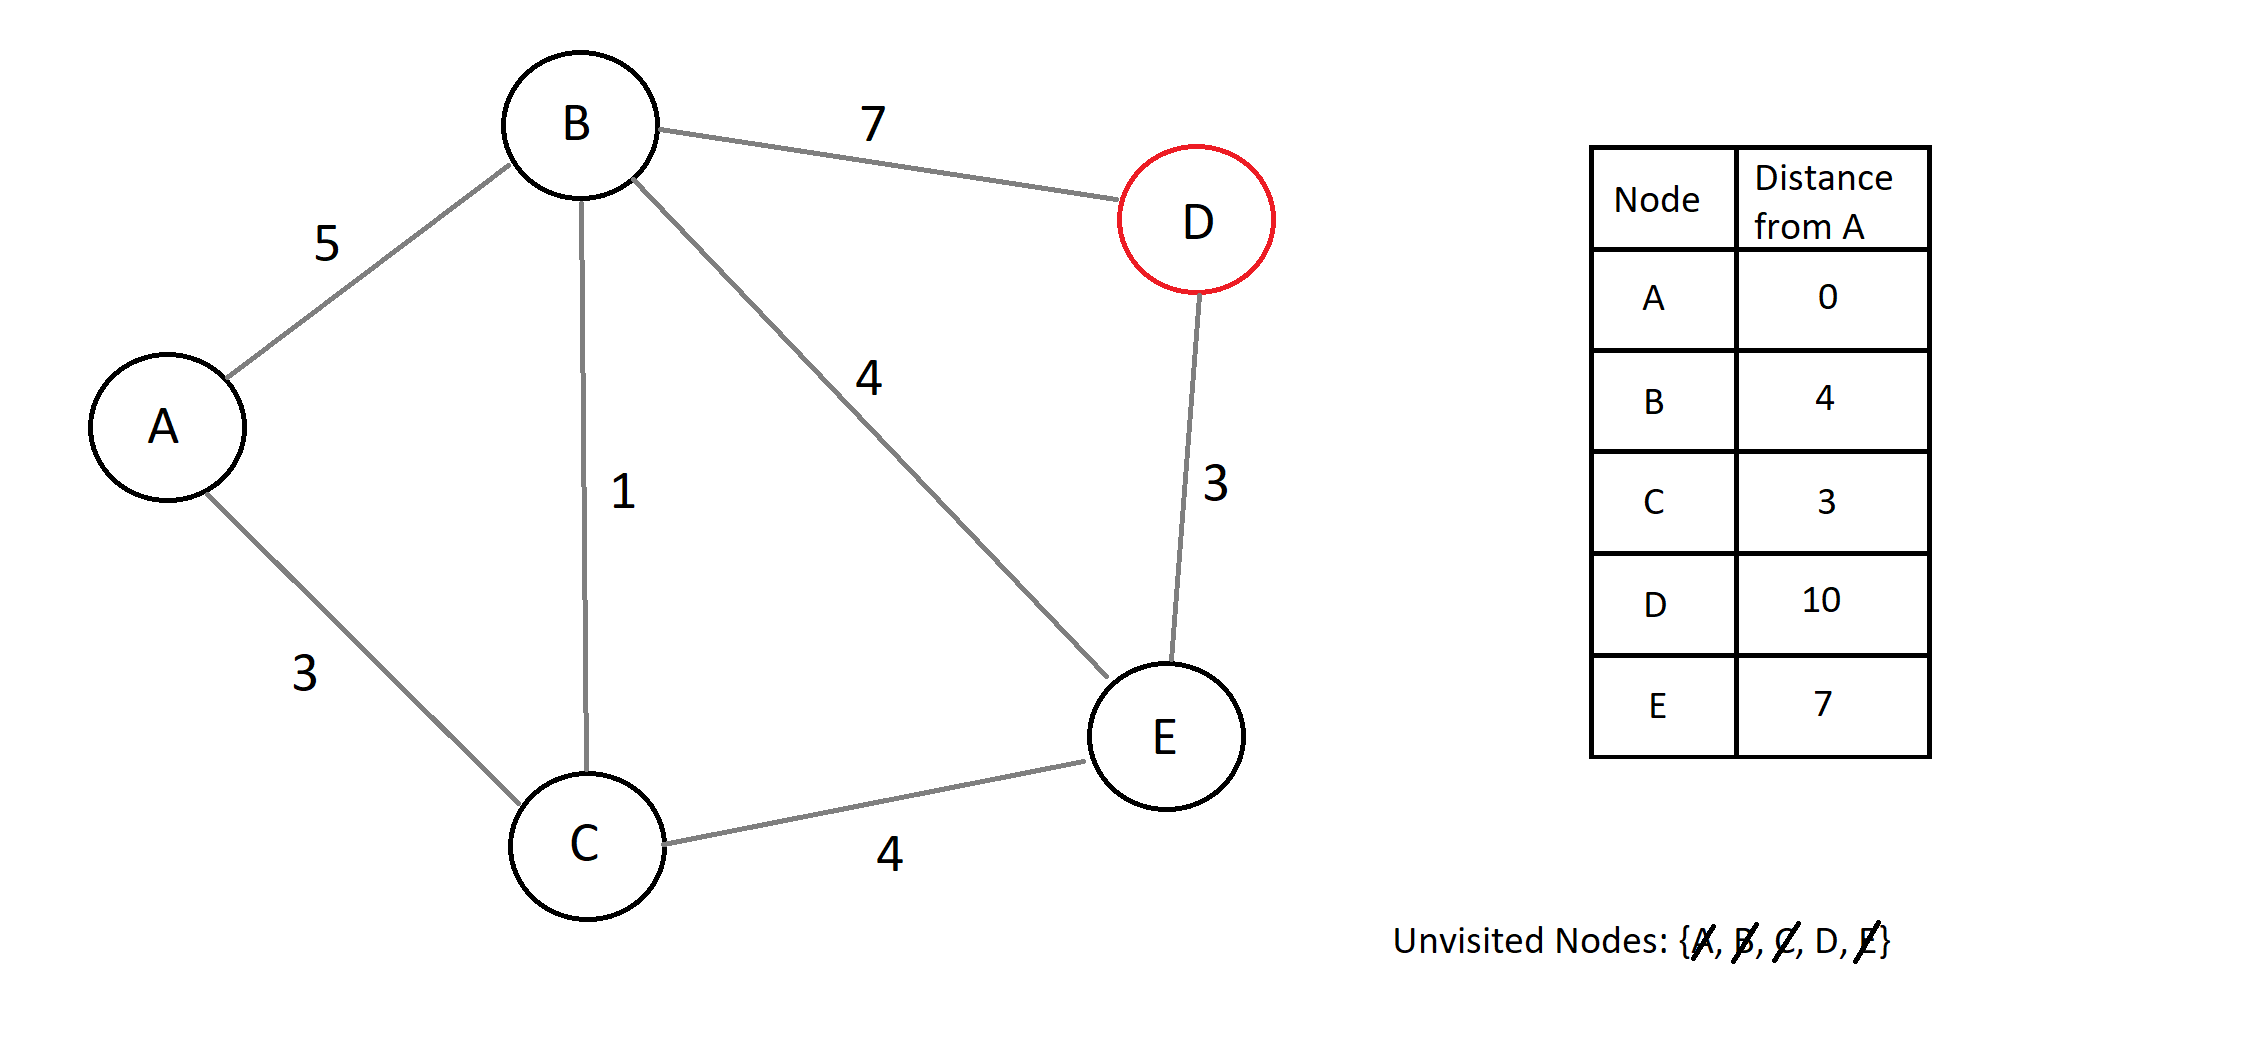 B
7
D
5
4
A
1
3
3
E
C
4
Node
Distance
from A
A 0
B 4
C 3
D 10
E 7
Unvisited Nodes: {A, B, C, D, E}